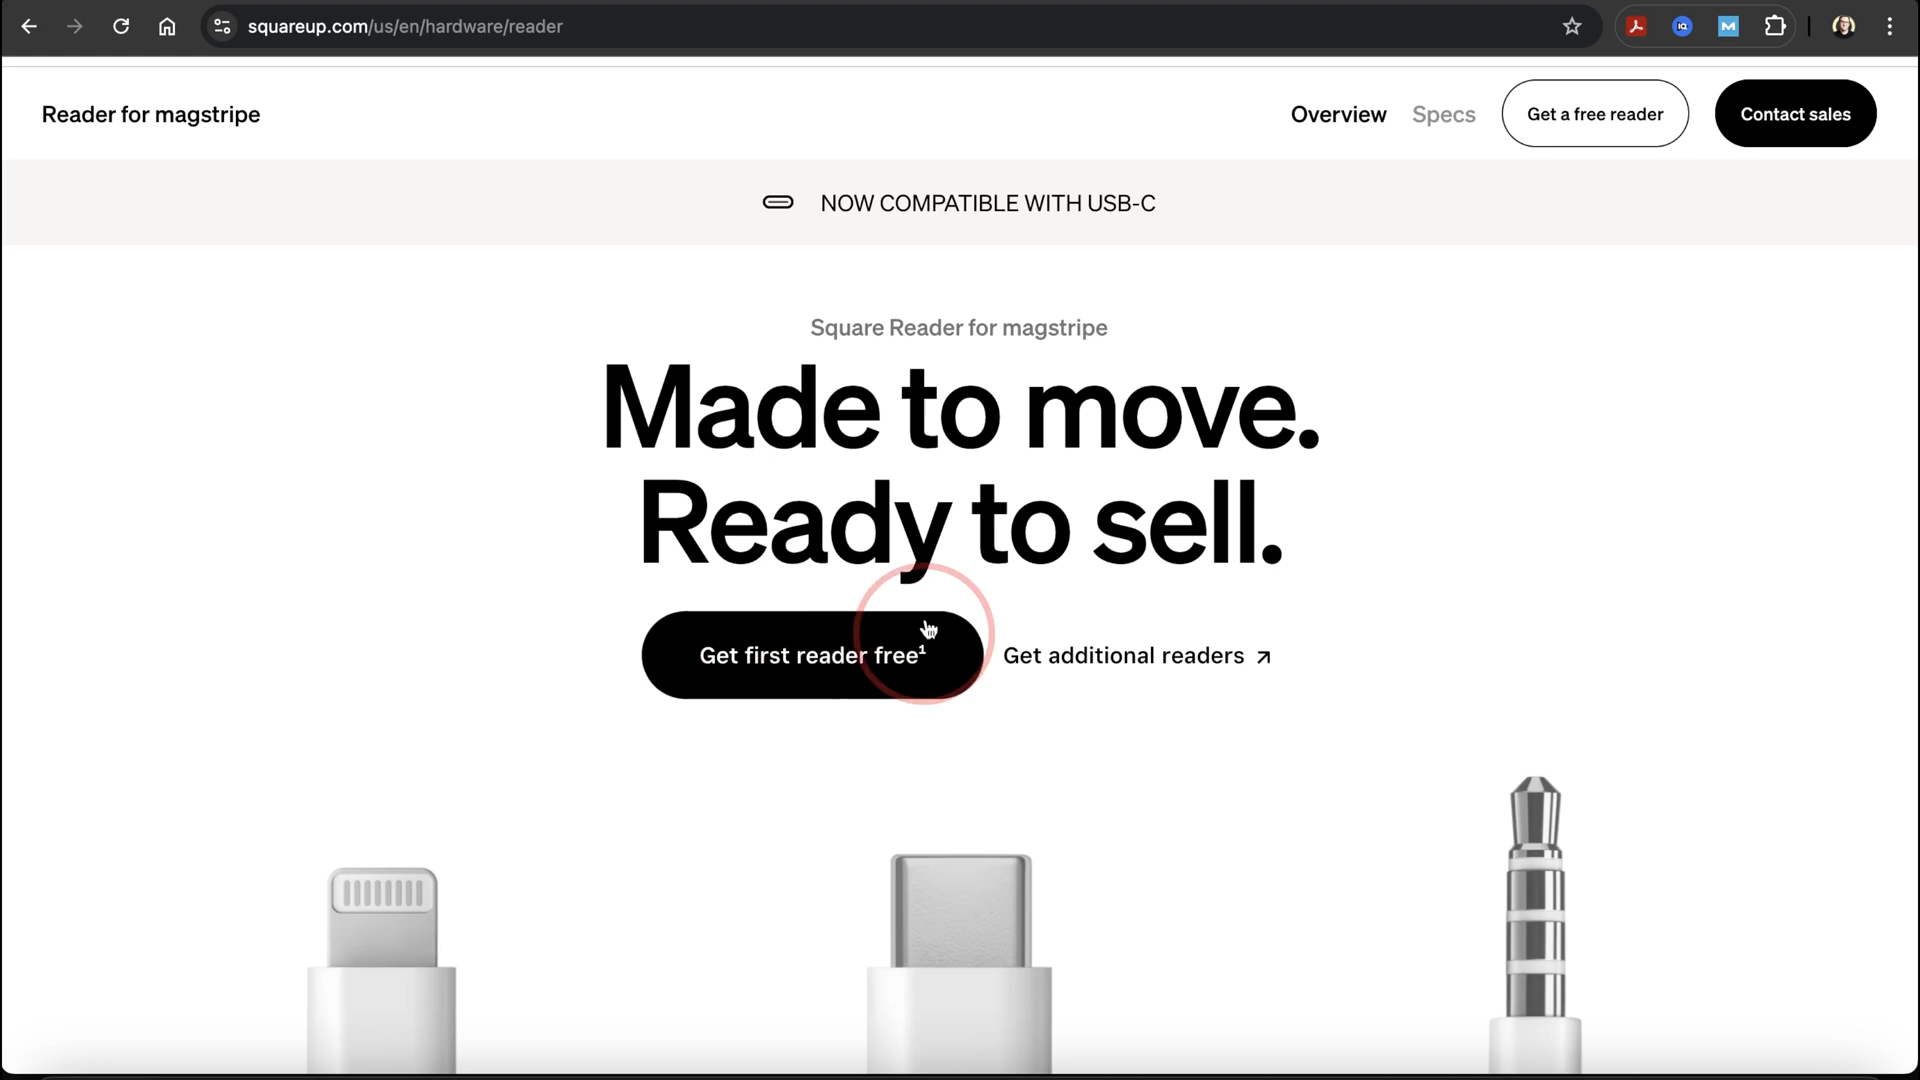 squareup.com/us/en/hardware/reader
Reader for magstripe
Overview
Specs
Get a free reader
Contact sales
NOW COMPATIBLE WITH USB-C
Square Reader for magstripe
Made to move.
Ready to sell.
Get first reader free¹
Get additional readers ↗